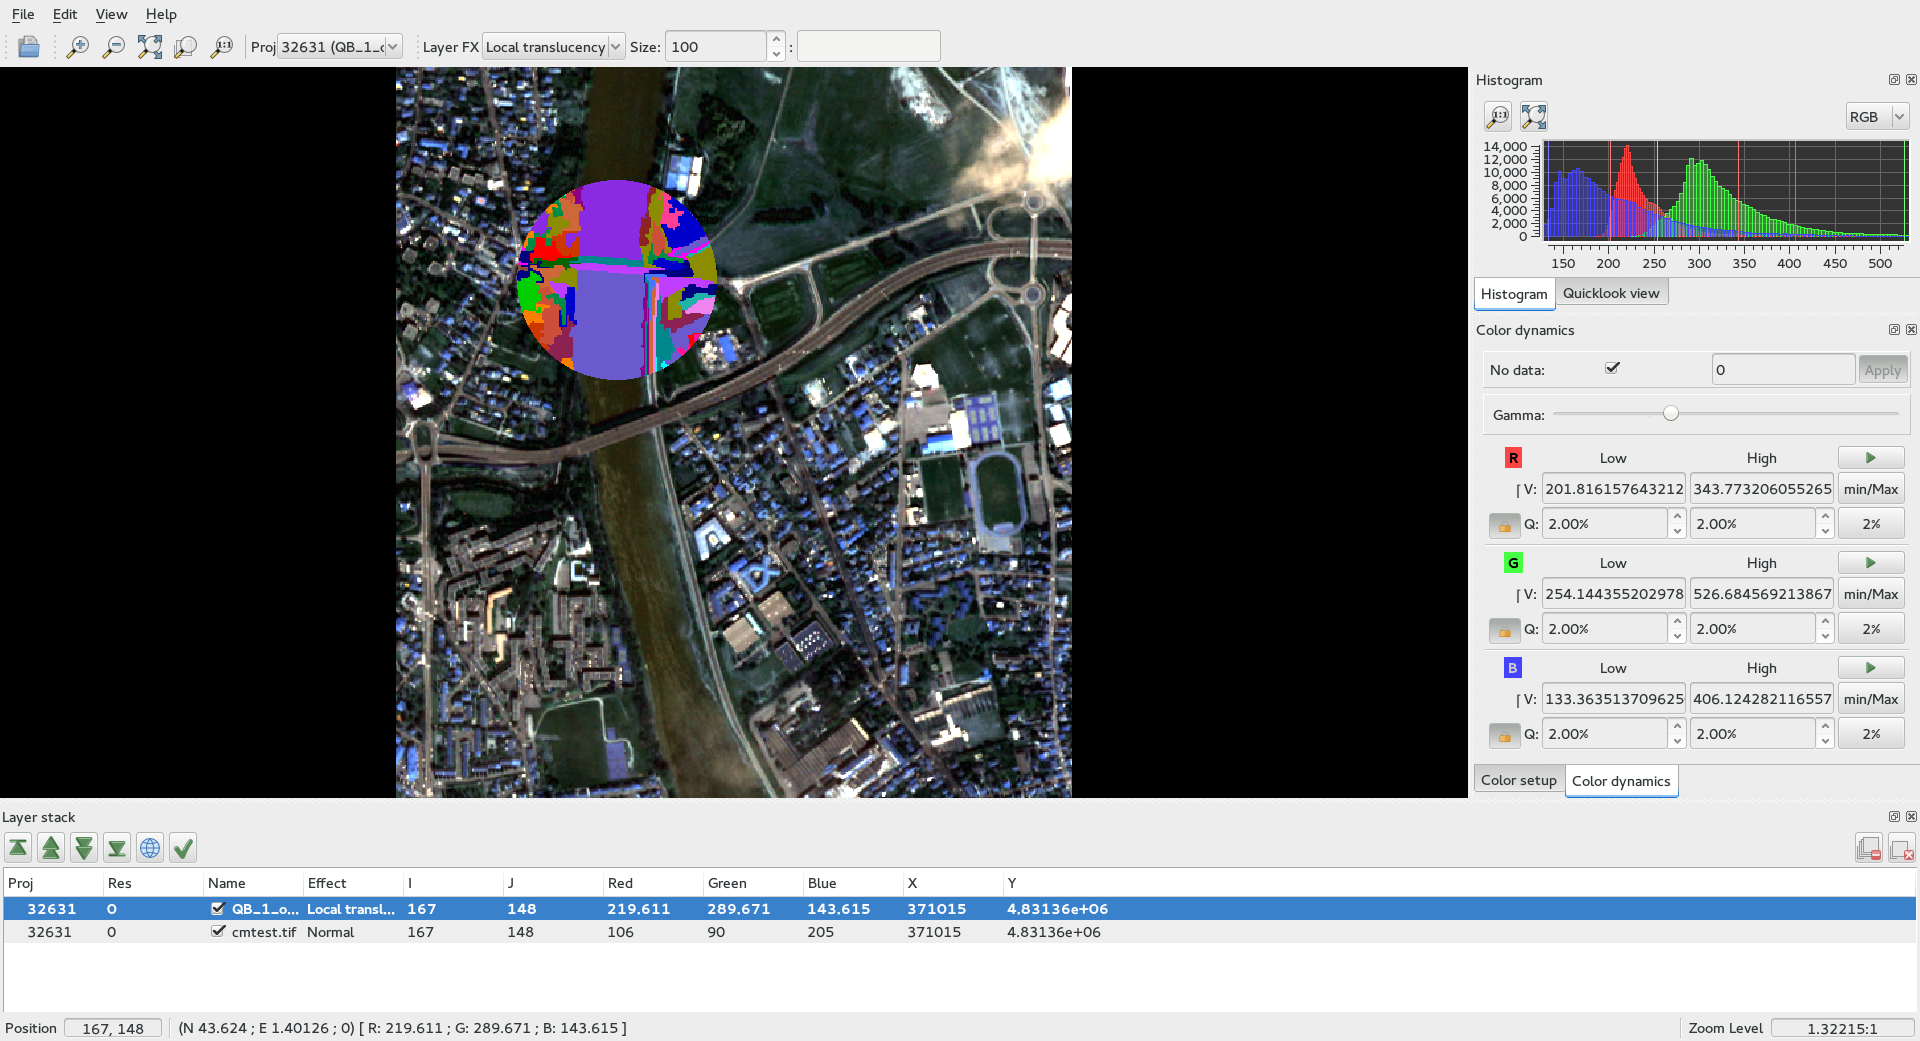 File Edit View Help
Proj 32631 (QB_1_o Layer FX Local translucency Size: 100 :
Histogram
RGB
14,000
12,000
10,000
8,000
6,000
4,000
2,000
0
150 200 250 300 350 400 450 500
Histogram Quicklook view
Color dynamics
No data: 0 Apply
Gamma:
R Low High
V: 201.816157643212 343.773206055265 min/Max
Q: 2.00% 2.00% 2%
G Low High
V: 254.144355202978 526.684569213867 min/Max
Q: 2.00% 2.00% 2%
B Low High
V: 133.363513709625 406.124282116557 min/Max
Q: 2.00% 2.00% 2%
Color setup Color dynamics
Layer stack
Proj Res Name Effect I J Red Green Blue X Y
32631 0 QB_1_o... Local transl... 167 148 219.611 289.671 143.615 371015 4.83136e+06
32631 0 cmtest.tif Normal 167 148 106 90 205 371015 4.83136e+06
Position 167, 148 (N 43.624 ; E 1.40126 ; 0) [ R: 219.611 ; G: 289.671 ; B: 143.615 ] Zoom Level 1.32215:1